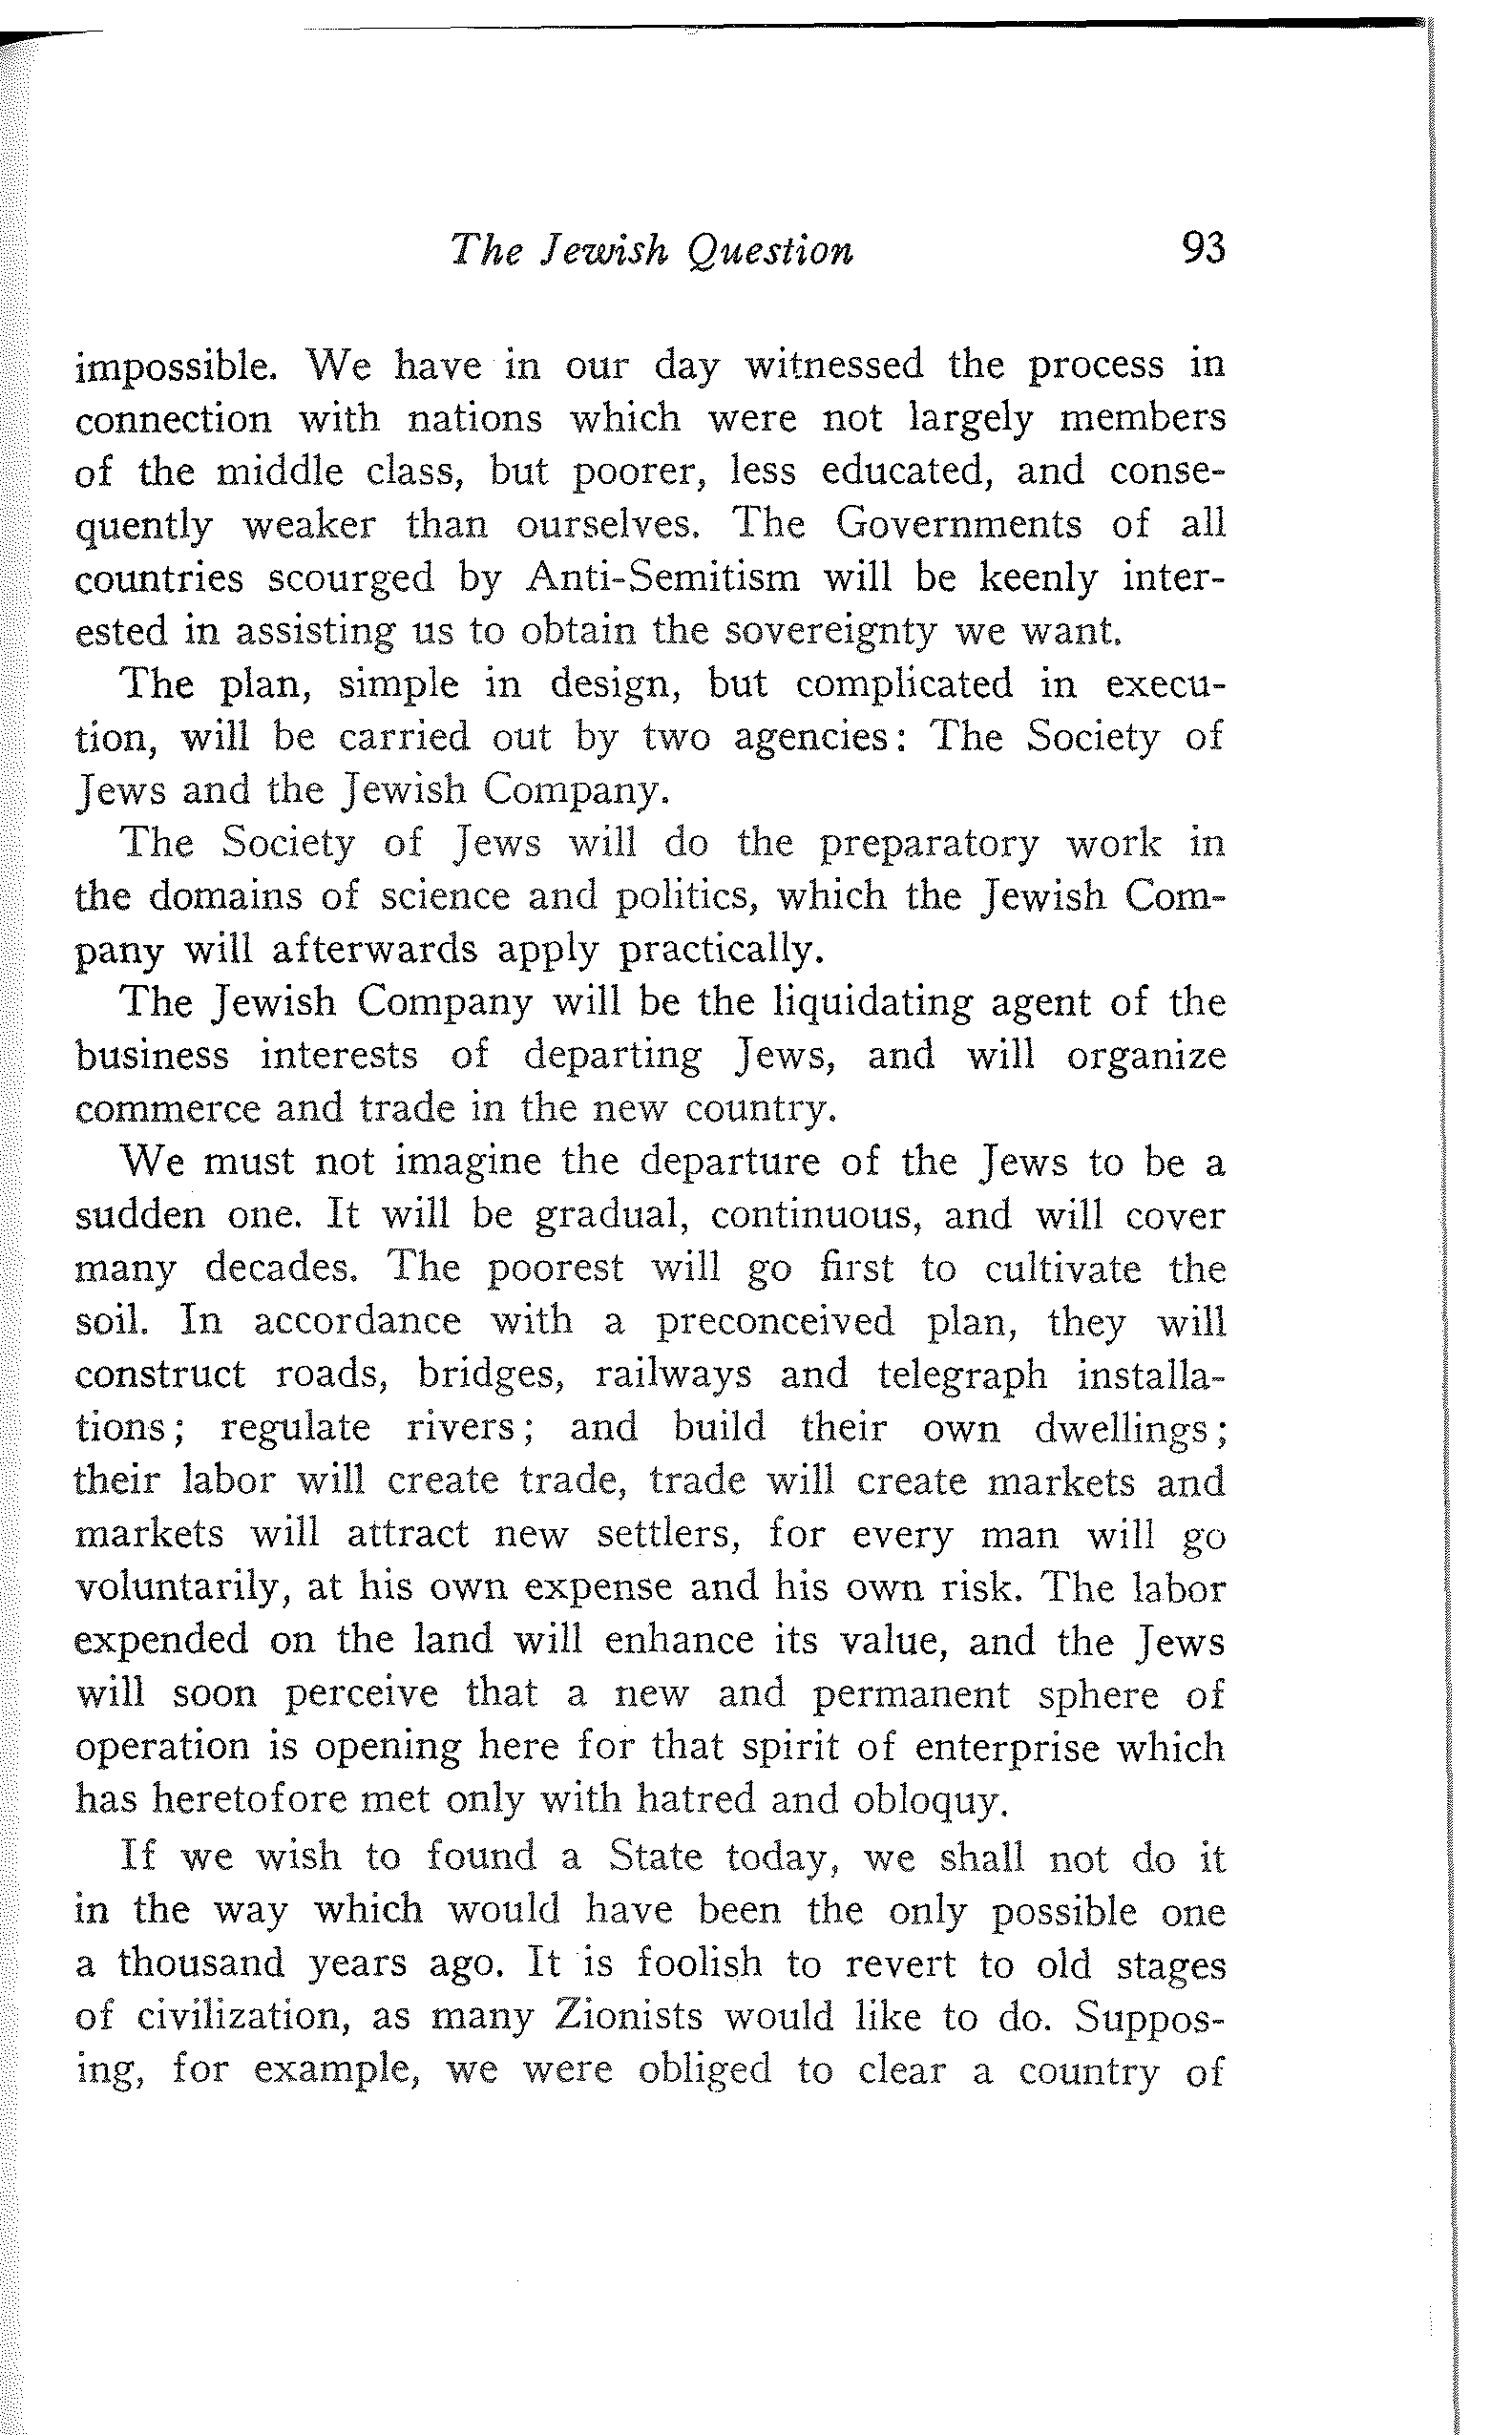 The Jewish Question 93
impossible. We have in our day witnessed the process in
connection with nations which were not largely members
of the middle class, but poorer, less educated, and conse-
quently weaker than ourselves. The Governments of all
countries scourged by Anti-Semitism will be keenly inter-
ested in assisting us to obtain the sovereignty we want.
The plan, simple in design, but complicated in execu-
tion, will be carried out by two agencies: The Society of
Jews and the Jewish Company.
The Society of Jews will do the preparatory work in
the domains of science and politics, which the Jewish Com-
pany will afterwards apply practically.
The Jewish Company will be the liquidating agent of the
business interests of departing Jews, and will organize
commerce and trade in the new country.
We must not imagine the departure of the Jews to be a
sudden one. It will be gradual, continuous, and will cover
many decades. The poorest will go first to cultivate the
soil. In accordance with a preconceived plan, they will
construct roads, bridges, railways and telegraph installa-
tions; regulate rivers; and build their own dwellings;
their labor will create trade, trade will create markets and
markets will attract new settlers, for every man will go
voluntarily, at his own expense and his own risk. The labor
expended on the land will enhance its value, and the Jews
will soon perceive that a new and permanent sphere of
operation is opening here for that spirit of enterprise which
has heretofore met only with hatred and obloquy.
If we wish to found a State today, we shall not do it
in the way which would have been the only possible one
a thousand years ago. It is foolish to revert to old stages
of civilization, as many Zionists would like to do. Suppos-
ing, for example, we were obliged to clear a country of